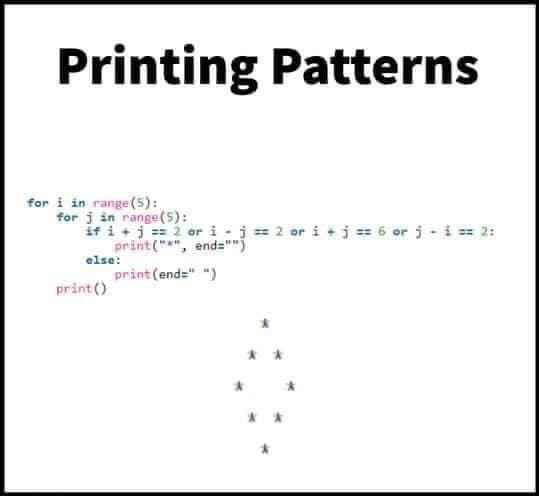 Printing Patterns
for i in range(5):
    for j in range(5):
        if i + j == 2 or i - j == 2 or i + j == 6 or j - i == 2:
            print("*", end="")
        else:
            print(end=" ")
    print()
  *
 * *
*   *
 * *
  *